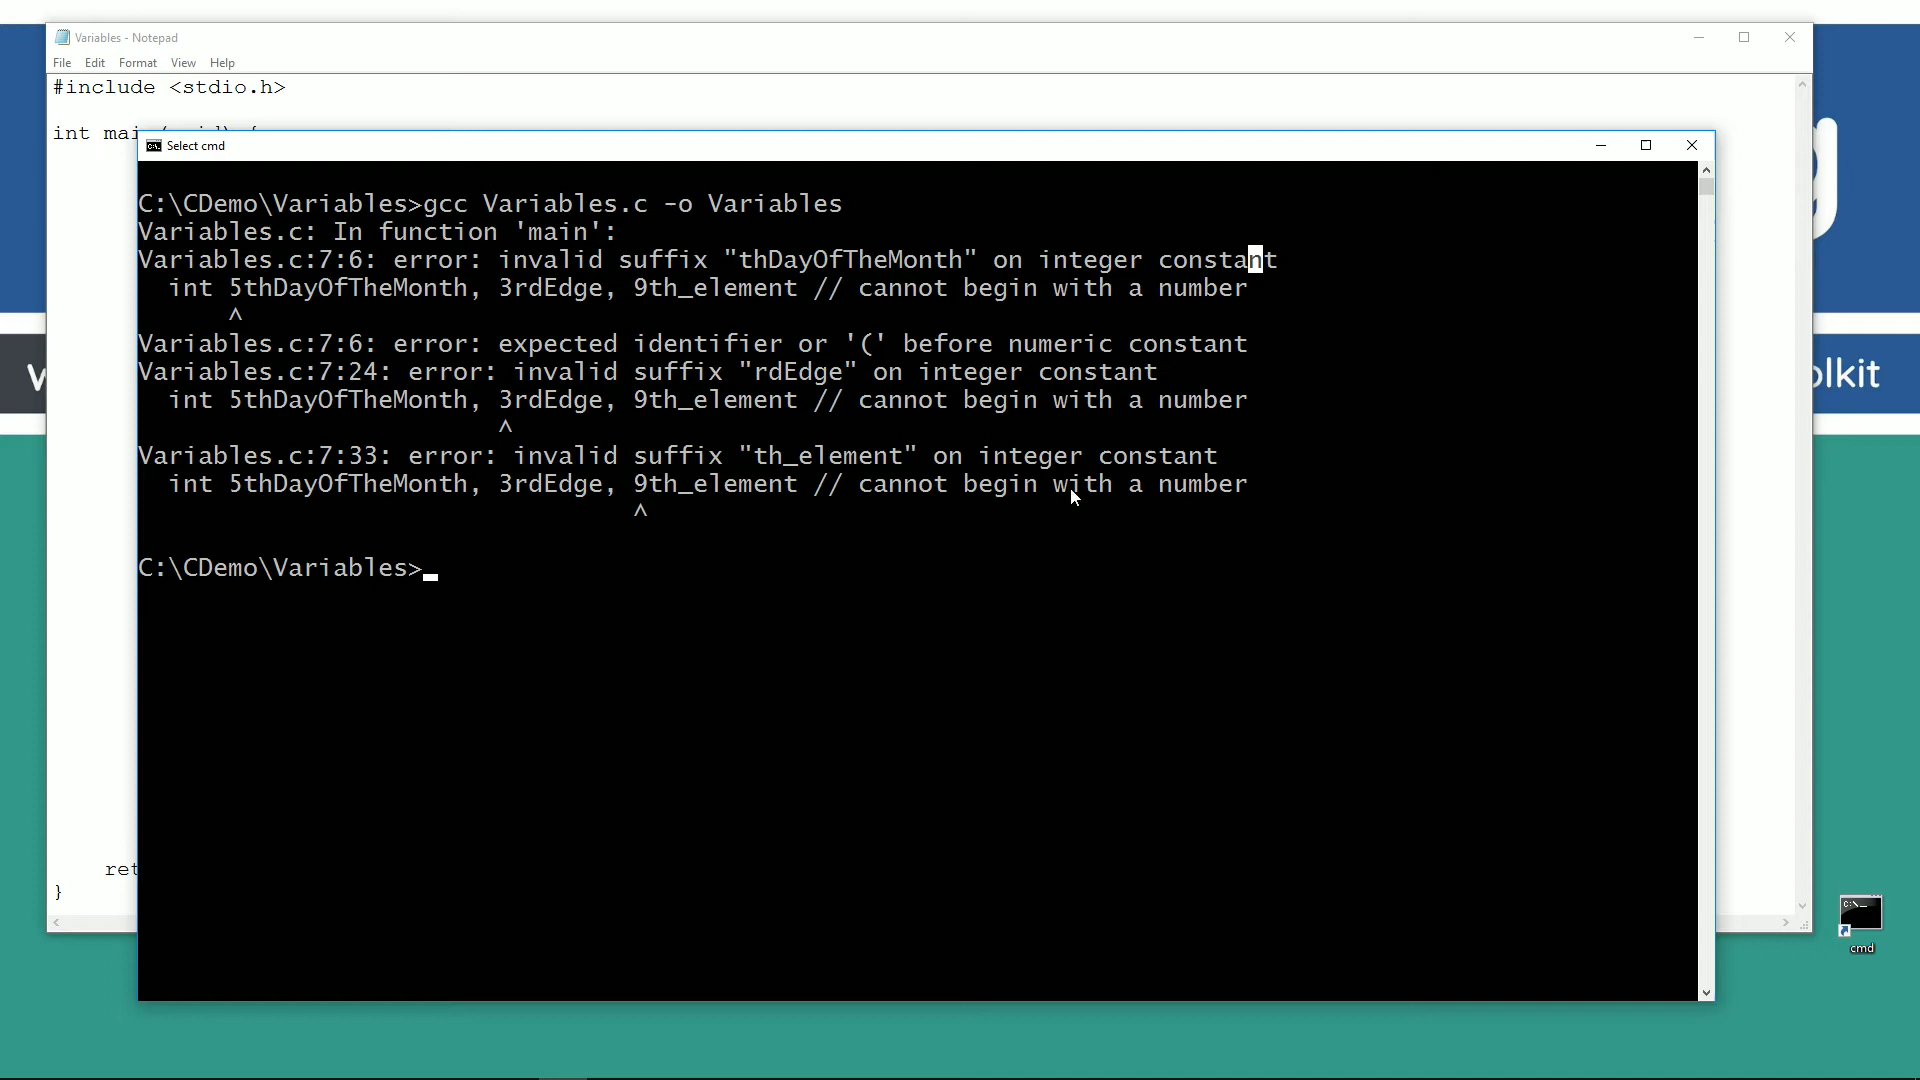 Variables - Notepad
File Edit Format View Help
#include <stdio.h>
int mai
Select cmd
C:\CDemo\Variables>gcc Variables.c -o Variables
Variables.c: In function 'main':
Variables.c:7:6: error: invalid suffix "thDayOfTheMonth" on integer constant
int 5thDayOfTheMonth, 3rdEdge, 9th_element // cannot begin with a number
^
Variables.c:7:6: error: expected identifier or '(' before numeric constant
Variables.c:7:24: error: invalid suffix "rdEdge" on integer constant
int 5thDayOfTheMonth, 3rdEdge, 9th_element // cannot begin with a number
^
Variables.c:7:33: error: invalid suffix "th_element" on integer constant
int 5thDayOfTheMonth, 3rdEdge, 9th_element // cannot begin with a number
^
C:\CDemo\Variables>
ret
}
olkit
cmd